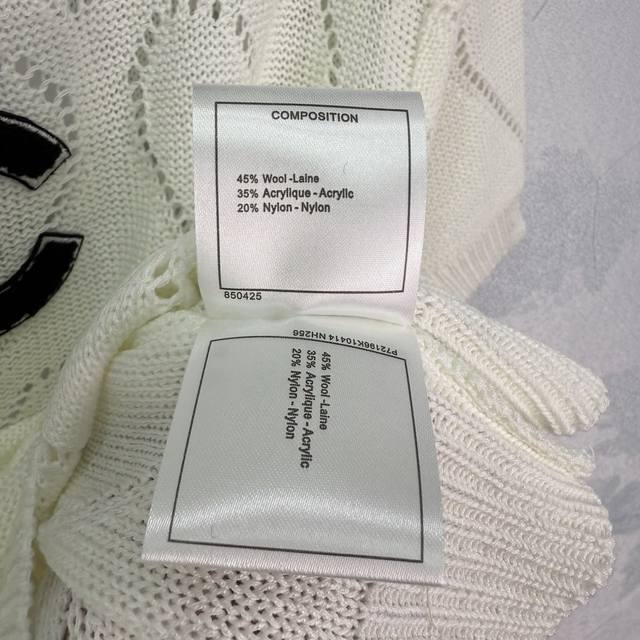 COMPOSITION
45% Wool -Laine
35% Acrylique - Acrylic
20% Nylon - Nylon
650425
P72196K10414 NH256
45% Wool -Laine
35% Acrylique - Acrylic
20% Nylon - Nylon